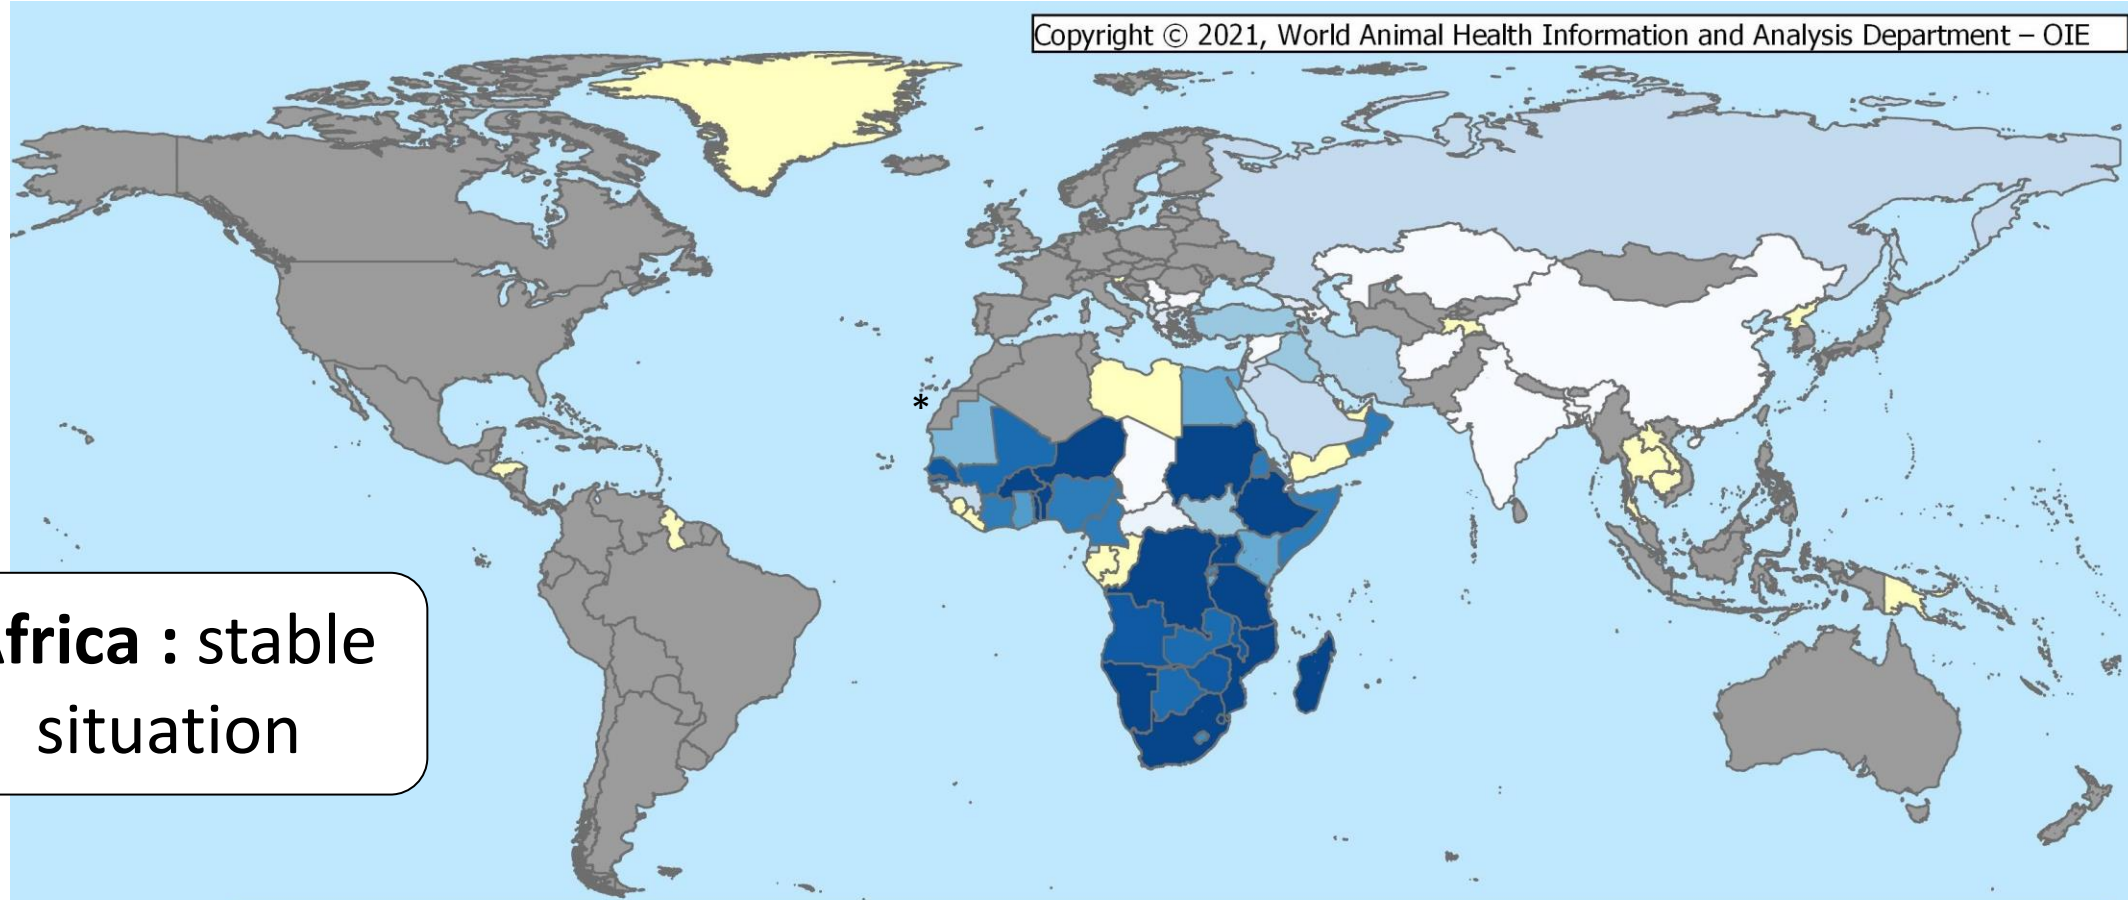 Copyright © 2021, World Animal Health Information and Analysis Department – OIE
*
frica : stable
situation